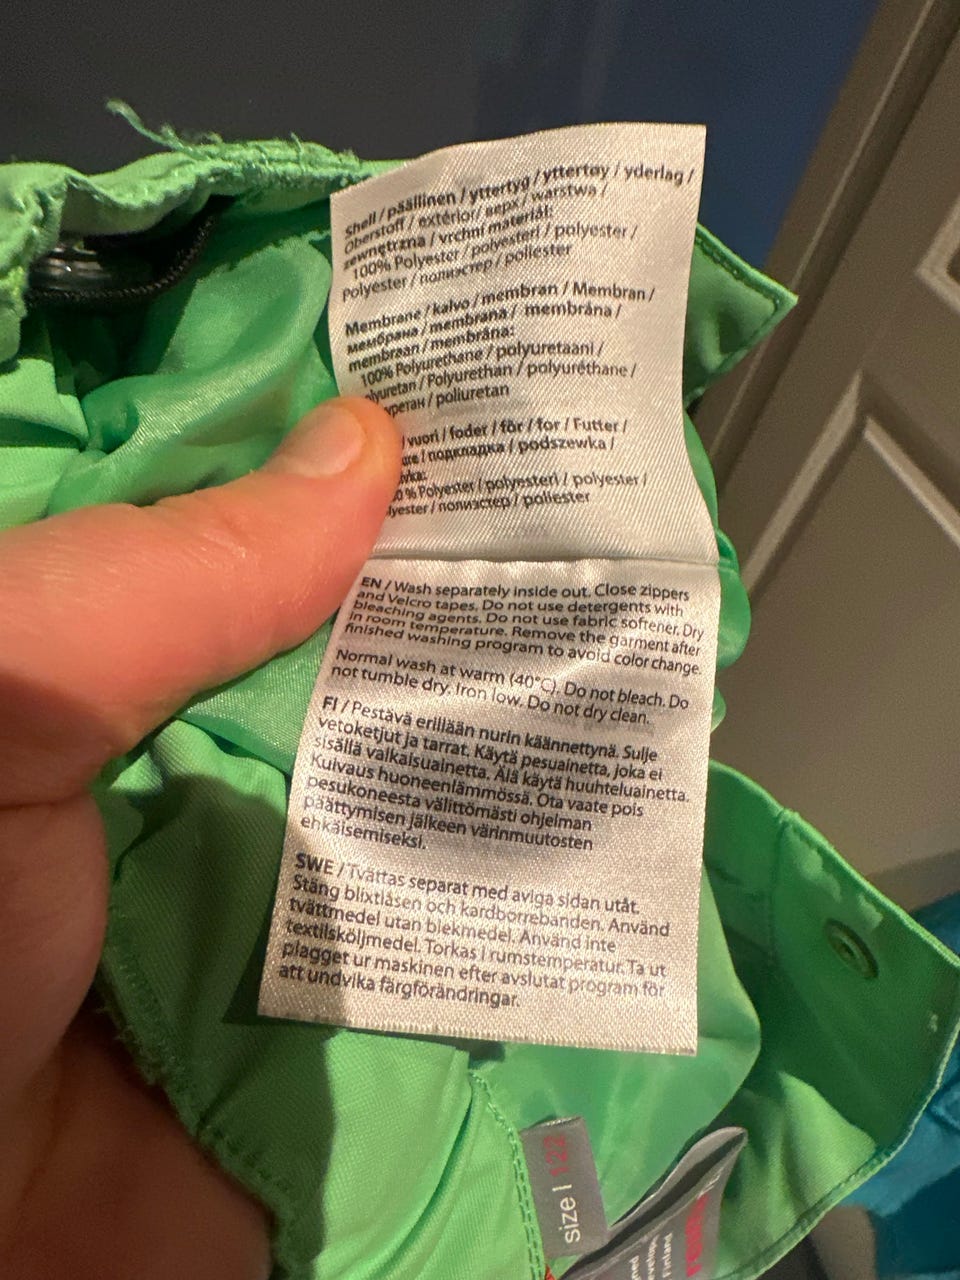 Shell / päällinen / yttertyg / yttertøy / yderlag /
Oberstoff / extérior/ верх / warstwa /
zewnętrzna / vrchní materiál:
100% Polyester / polyesteri / polyester /
Polyester / полиэстер / poliester
Membrane / kalvo / membran / Membran /
мембрана / membrana / membrâna /
membraan / membrána:
100% Polyurethane / polyuretaani /
polyuretan / Polyurethan / polyuréthane /
/ poliuretan
/ vuori / foder / fôr / for / Futter /
/ подкладка / podszewka /
% Polyester / polyesteri / polyester /
/ полиэстер / poliester
EN / Wash separately inside out. Close zippers
and Velcro tapes. Do not use detergents with
bleaching agents. Do not use fabric softener. Dry
in room temperature. Remove the garment after
finished washing program to avoid color change.
Normal wash at warm (40°C). Do not bleach. Do
not tumble dry. Iron low. Do not dry clean.
FI / Pestävä erillään nurin käännettynä. Sulje
vetoketjut ja tarrat. Käytä pesuainetta, joka ei
sisällä valkaisuainetta. Älä käytä huuhteluainetta.
Kuivaus huoneenlämmössä. Ota vaate pois
pesukoneesta välittömästi ohjelman
päättymisen jälkeen värinmuutosten
ehkäisemiseksi.
SWE / Tvättas separat med aviga sidan utåt.
Stäng blixtlåsen och kardborrebanden. Använd
tvättmedel utan blekmedel. Använd inte
textilsköljmedel. Torkas i rumstemperatur. Ta ut
plagget ur maskinen efter avslutat program för
att undvika färgförändringar.
size | 122
Finland